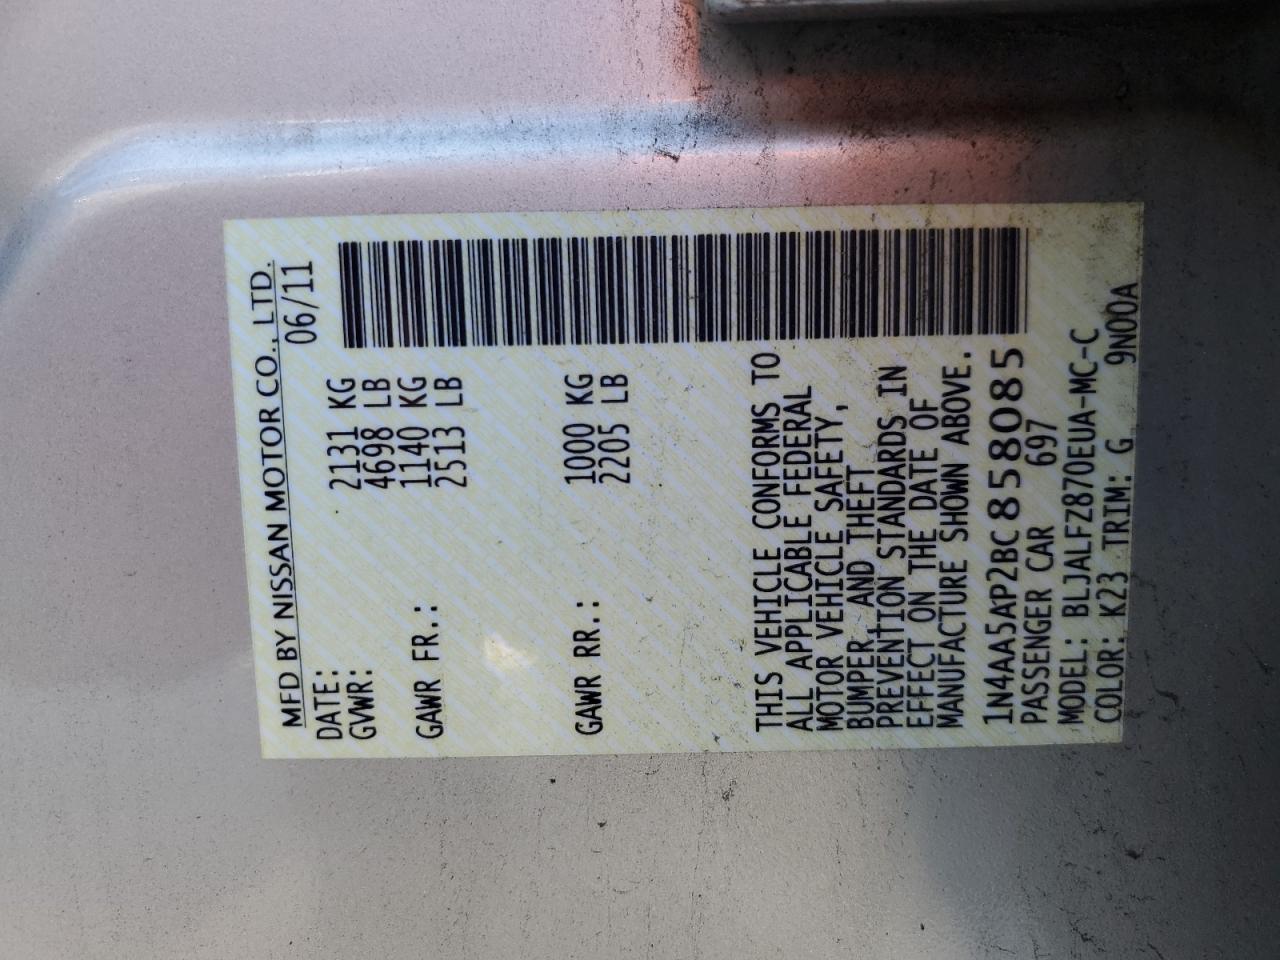 MFD BY NISSAN MOTOR CO., LTD.
DATE: 06/11
GVWR: 2131 KG
4698 LB
GAWR FR.: 1140 KG
2513 LB
GAWR RR.: 1000 KG
2205 LB
THIS VEHICLE CONFORMS TO
ALL APPLICABLE FEDERAL
MOTOR VEHICLE SAFETY,
BUMPER AND THEFT
PREVENTION STANDARDS IN
EFFECT ON THE DATE OF
MANUFACTURE SHOWN ABOVE.
1N4AA5AP2BC858085
PASSENGER CAR 697
MODEL: BLJALFZ870EUA-MC-C
COLOR: K23 TRIM: G 9N00A